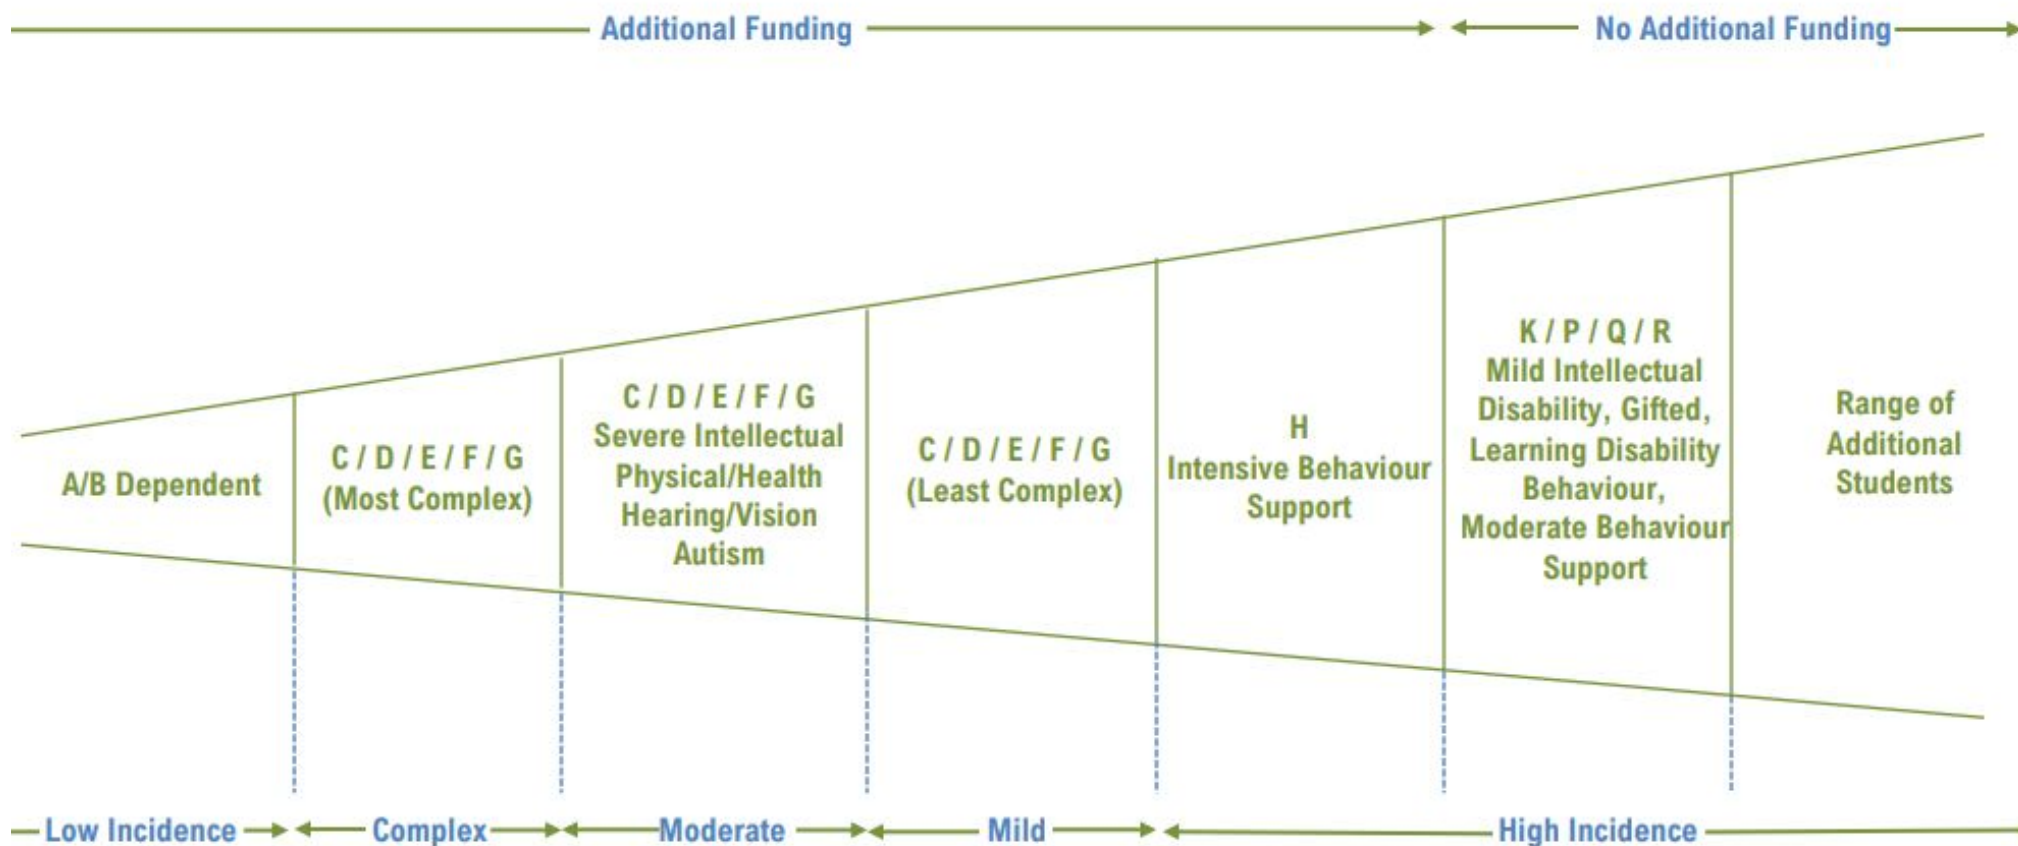 Additional Funding
No Additional Funding
A/B Dependent
C / D / E / F / G
(Most Complex)
C / D / E / F / G
Severe Intellectual
Physical/Health
Hearing/Vision
Autism
C / D / E / F / G
(Least Complex)
H
Intensive Behaviour
Support
K / P / Q / R
Mild Intellectual
Disability, Gifted,
Learning Disability
Behaviour,
Moderate Behaviour
Support
Range of
Additional
Students
Low Incidence
Complex
Moderate
Mild
High Incidence